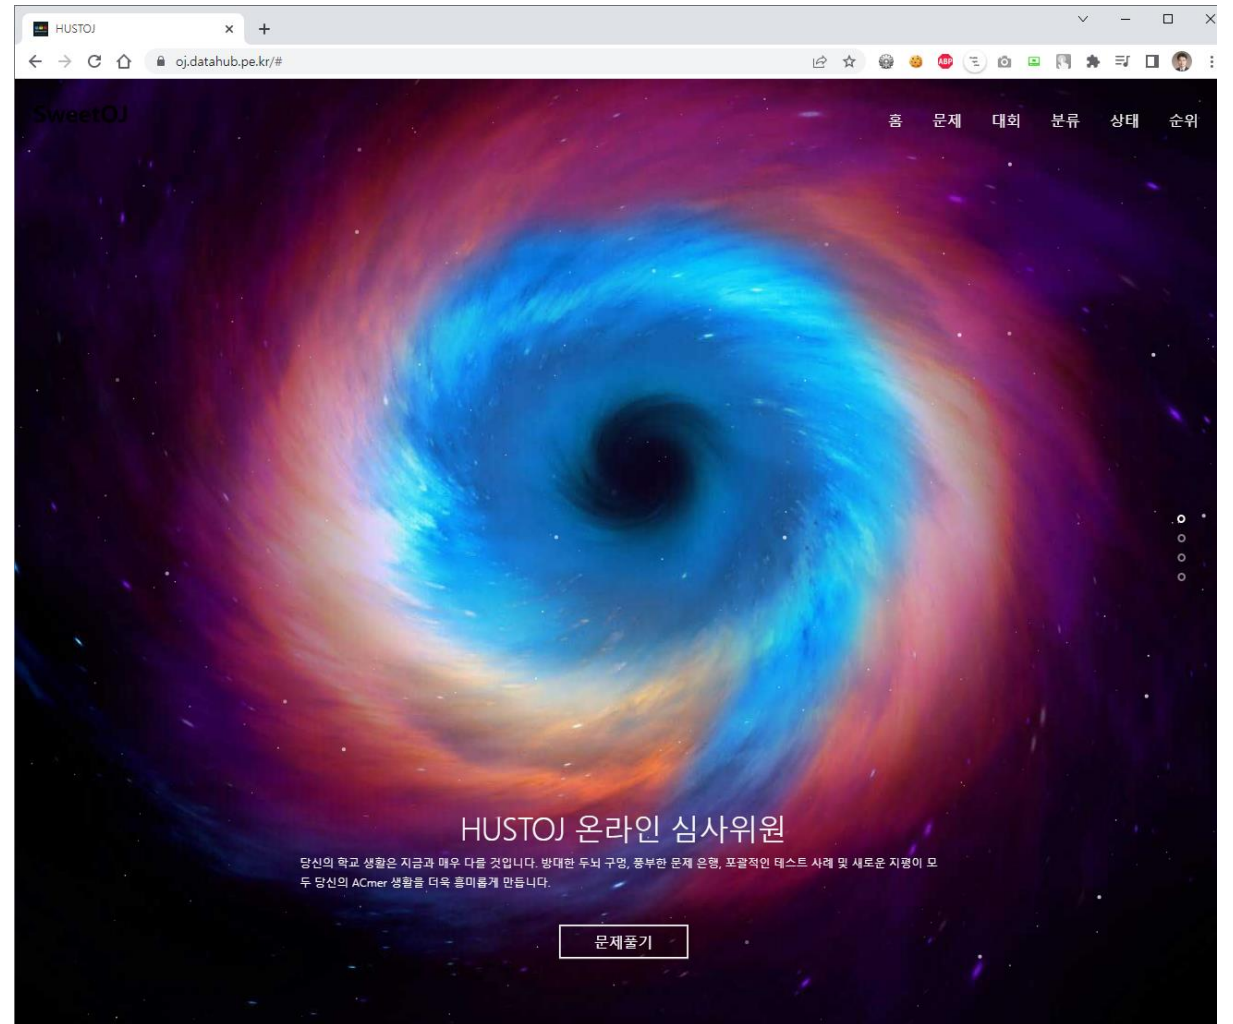 HUSTOJ
oj.datahub.pe.kr/#
ABP
SweetOJ
홈 문제 대회 분류 상태 순위
HUSTOJ 온라인 심사위원
당신의 학교 생활은 지금과 매우 다를 것입니다. 방대한 두뇌 구멍, 풍부한 문제 은행, 포괄적인 테스트 사례 및 새로운 지평이 모
두 당신의 ACmer 생활을 더욱 흥미롭게 만듭니다.
문제풀기